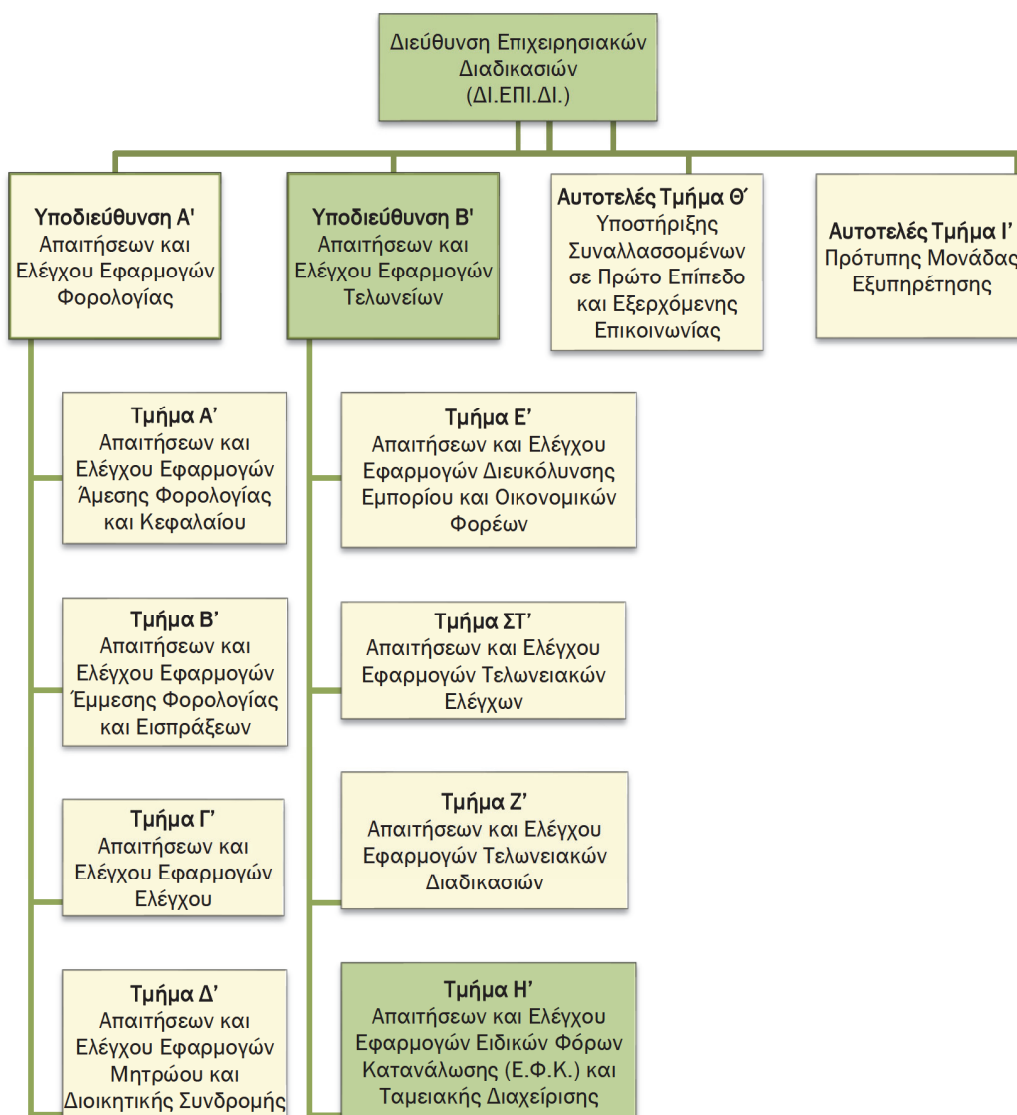 Διεύθυνση Επιχειρησιακών
Διαδικασιών
(ΔΙ.ΕΠΙ.ΔΙ.)
Υποδιεύθυνση Α'
Απαιτήσεων και
Ελέγχου Εφαρμογών
Φορολογίας
Υποδιεύθυνση Β'
Απαιτήσεων και
Ελέγχου Εφαρμογών
Τελωνείων
Αυτοτελές Τμήμα Θ΄
Υποστήριξης
Συναλλασσομένων
σε Πρώτο Επίπεδο
και Εξερχόμενης
Επικοινωνίας
Αυτοτελές Τμήμα Ι’
Πρότυπης Μονάδας
Εξυπηρέτησης
Τμήμα Α’
Απαιτήσεων και
Ελέγχου Εφαρμογών
Άμεσης Φορολογίας
και Κεφαλαίου
Τμήμα Β’
Απαιτήσεων και
Ελέγχου Εφαρμογών
Έμμεσης Φορολογίας
και Εισπράξεων
Τμήμα Γ’
Απαιτήσεων και
Ελέγχου Εφαρμογών
Ελέγχου
Τμήμα Δ’
Απαιτήσεων και
Ελέγχου Εφαρμογών
Μητρώου και
Διοικητικής Συνδρομής
Τμήμα Ε’
Απαιτήσεων και Ελέγχου
Εφαρμογών Διευκόλυνσης
Εμπορίου και Οικονομικών
Φορέων
Τμήμα ΣΤ’
Απαιτήσεων και Ελέγχου
Εφαρμογών Τελωνειακών
Ελέγχων
Τμήμα Ζ’
Απαιτήσεων και Ελέγχου
Εφαρμογών Τελωνειακών
Διαδικασιών
Τμήμα Η’
Απαιτήσεων και Ελέγχου
Εφαρμογών Ειδικών Φόρων
Κατανάλωσης (Ε.Φ.Κ.) και
Ταμειακής Διαχείρισης